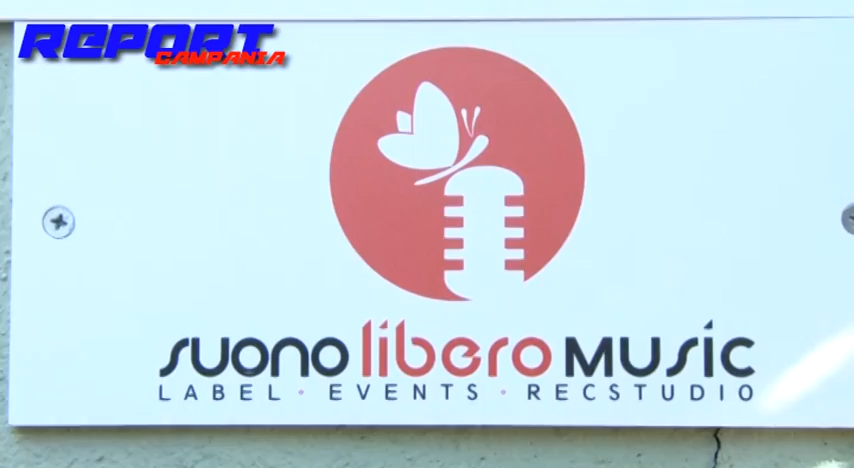 REPORT
CAMPANIA
suono libero music
LABEL · EVENTS · RECSTUDIO